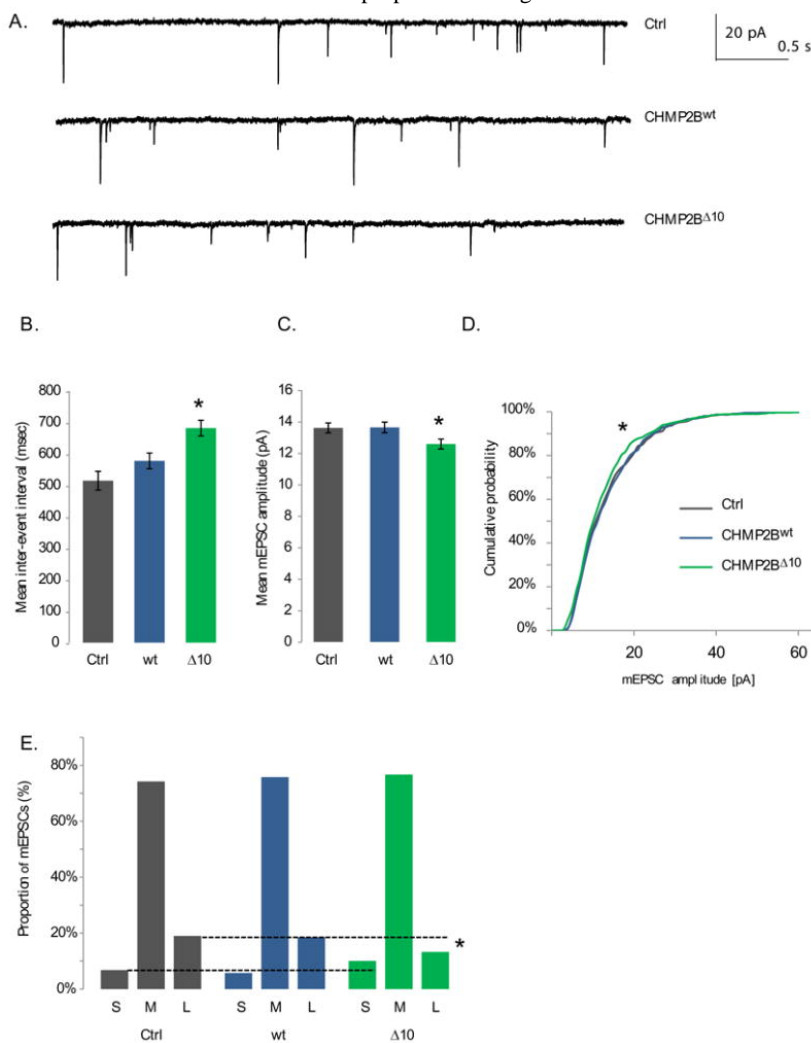 A.
Ctrl
20 pA
0.5 s
CHMP2Bwt
CHMP2BΔ10
B.
C.
D.
Mean inter-event interval (msec)
800
700
600
500
400
300
200
100
0
*
Ctrl wt Δ10
Mean mEPSC amplitude (pA)
16
14
12
10
8
6
4
2
0
*
Ctrl wt Δ10
Cumulative probability
100%
80%
60%
40%
20%
0%
*
Ctrl
CHMP2Bwt
CHMP2BΔ10
20 40 60
mEPSC amplitude [pA]
E.
Proportion of mEPSCs (%)
80%
60%
40%
20%
0%
*
S M L S M L S M L
Ctrl wt Δ10